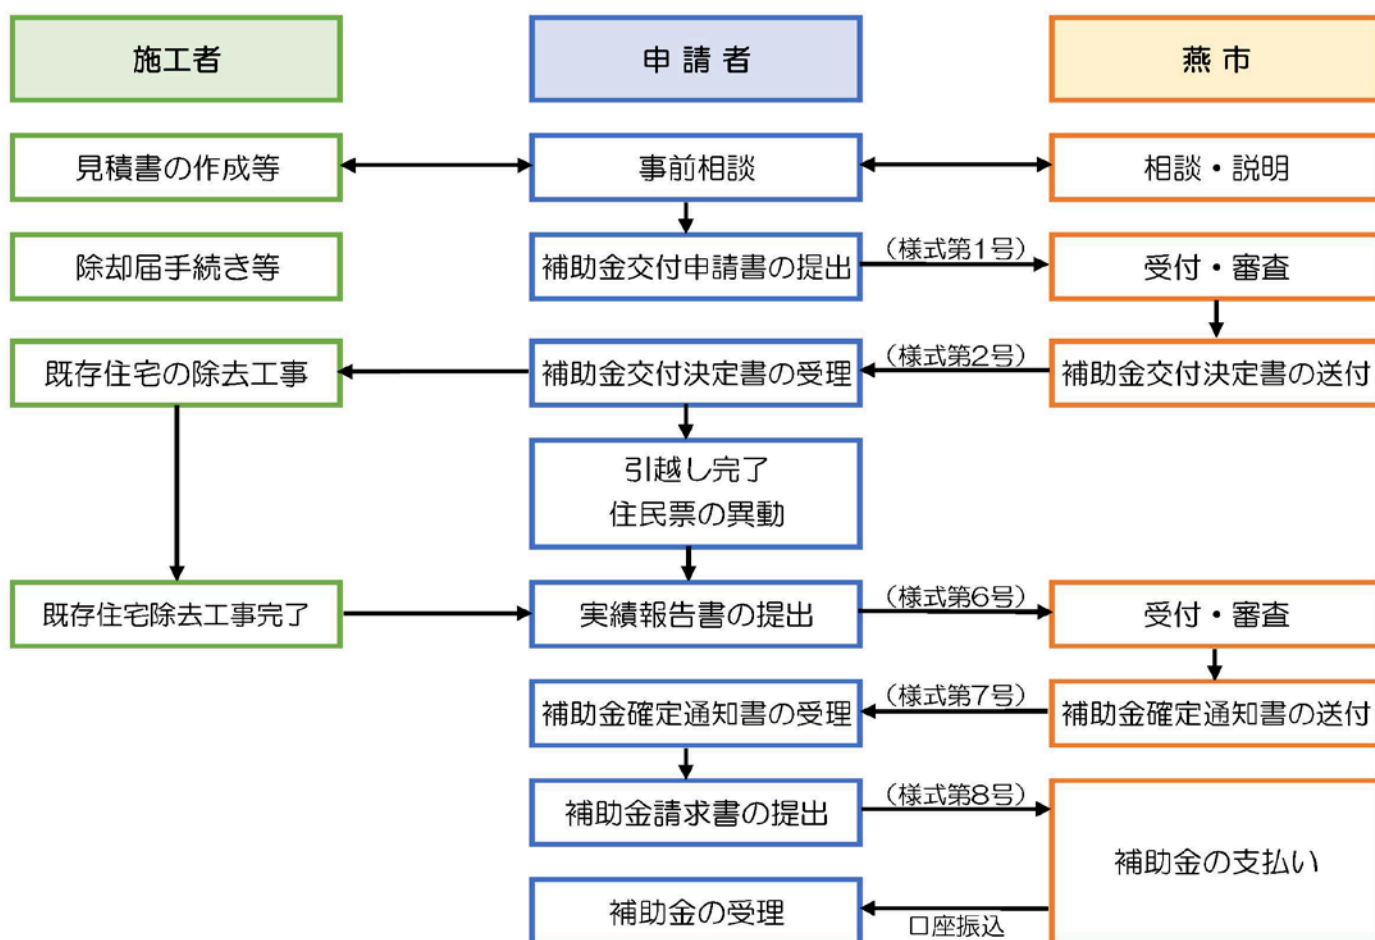 施工者
申請者
燕市
見積書の作成等
事前相談
相談・説明
除却届手続き等
補助金交付申請書の提出
（様式第1号）
受付・審査
既存住宅の除去工事
補助金交付決定書の受理
（様式第2号）
補助金交付決定書の送付
引越し完了
住民票の異動
既存住宅除去工事完了
実績報告書の提出
（様式第6号）
受付・審査
補助金確定通知書の受理
（様式第7号）
補助金確定通知書の送付
補助金請求書の提出
（様式第8号）
補助金の支払い
補助金の受理
口座振込